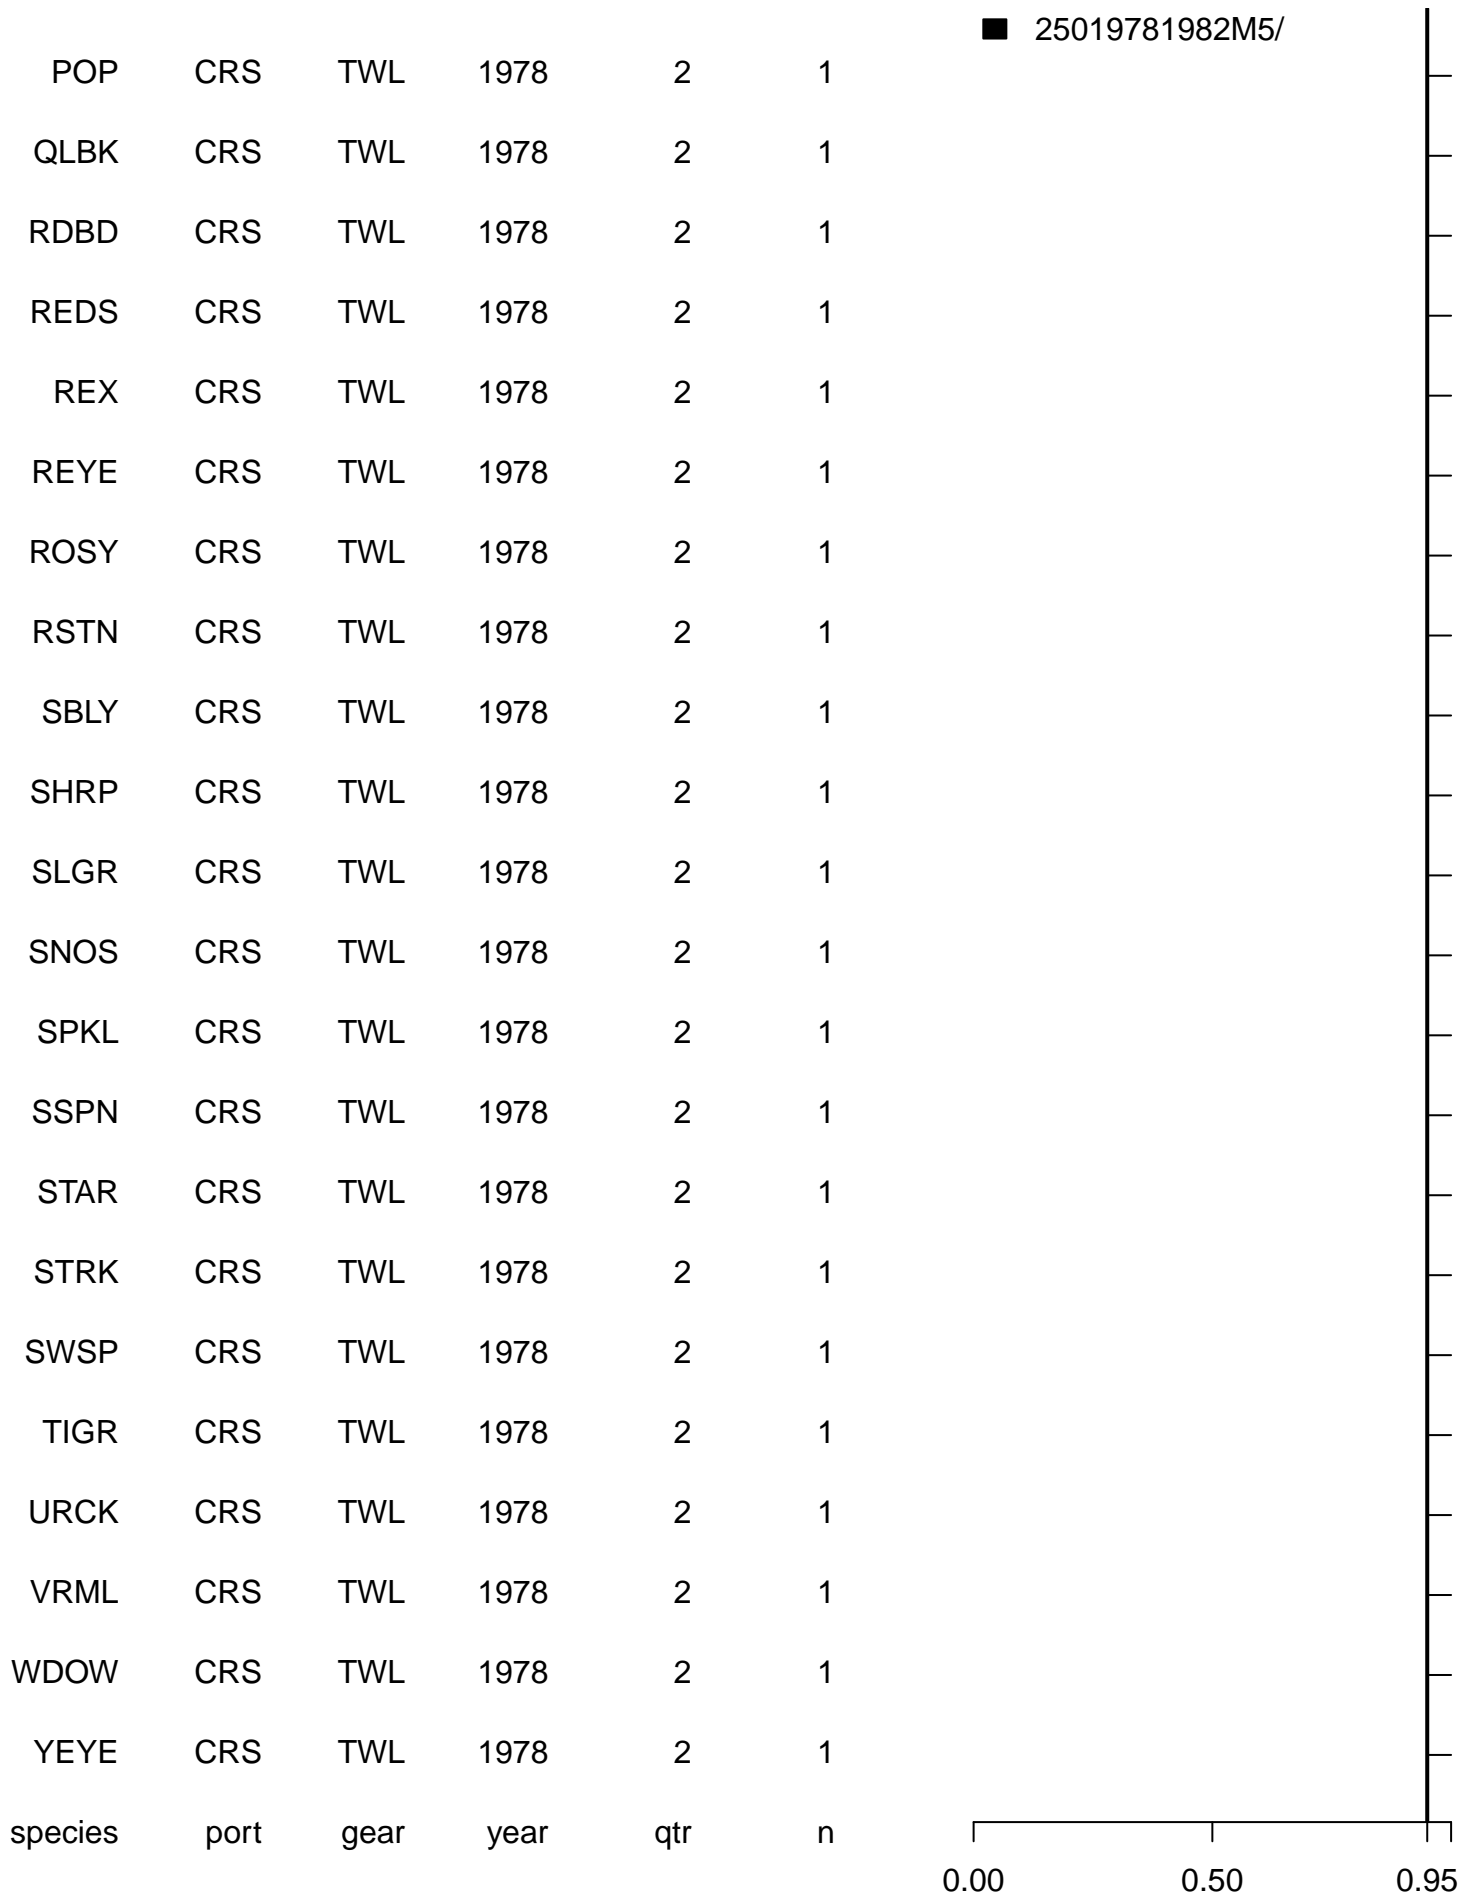 25019781982M5/
POP CRS TWL 1978 2 1
QLBK CRS TWL 1978 2 1
RDBD CRS TWL 1978 2 1
REDS CRS TWL 1978 2 1
REX CRS TWL 1978 2 1
REYE CRS TWL 1978 2 1
ROSY CRS TWL 1978 2 1
RSTN CRS TWL 1978 2 1
SBLY CRS TWL 1978 2 1
SHRP CRS TWL 1978 2 1
SLGR CRS TWL 1978 2 1
SNOS CRS TWL 1978 2 1
SPKL CRS TWL 1978 2 1
SSPN CRS TWL 1978 2 1
STAR CRS TWL 1978 2 1
STRK CRS TWL 1978 2 1
SWSP CRS TWL 1978 2 1
TIGR CRS TWL 1978 2 1
URCK CRS TWL 1978 2 1
VRML CRS TWL 1978 2 1
WDOW CRS TWL 1978 2 1
YEYE CRS TWL 1978 2 1
species port gear year qtr n
0.00 0.50 0.95